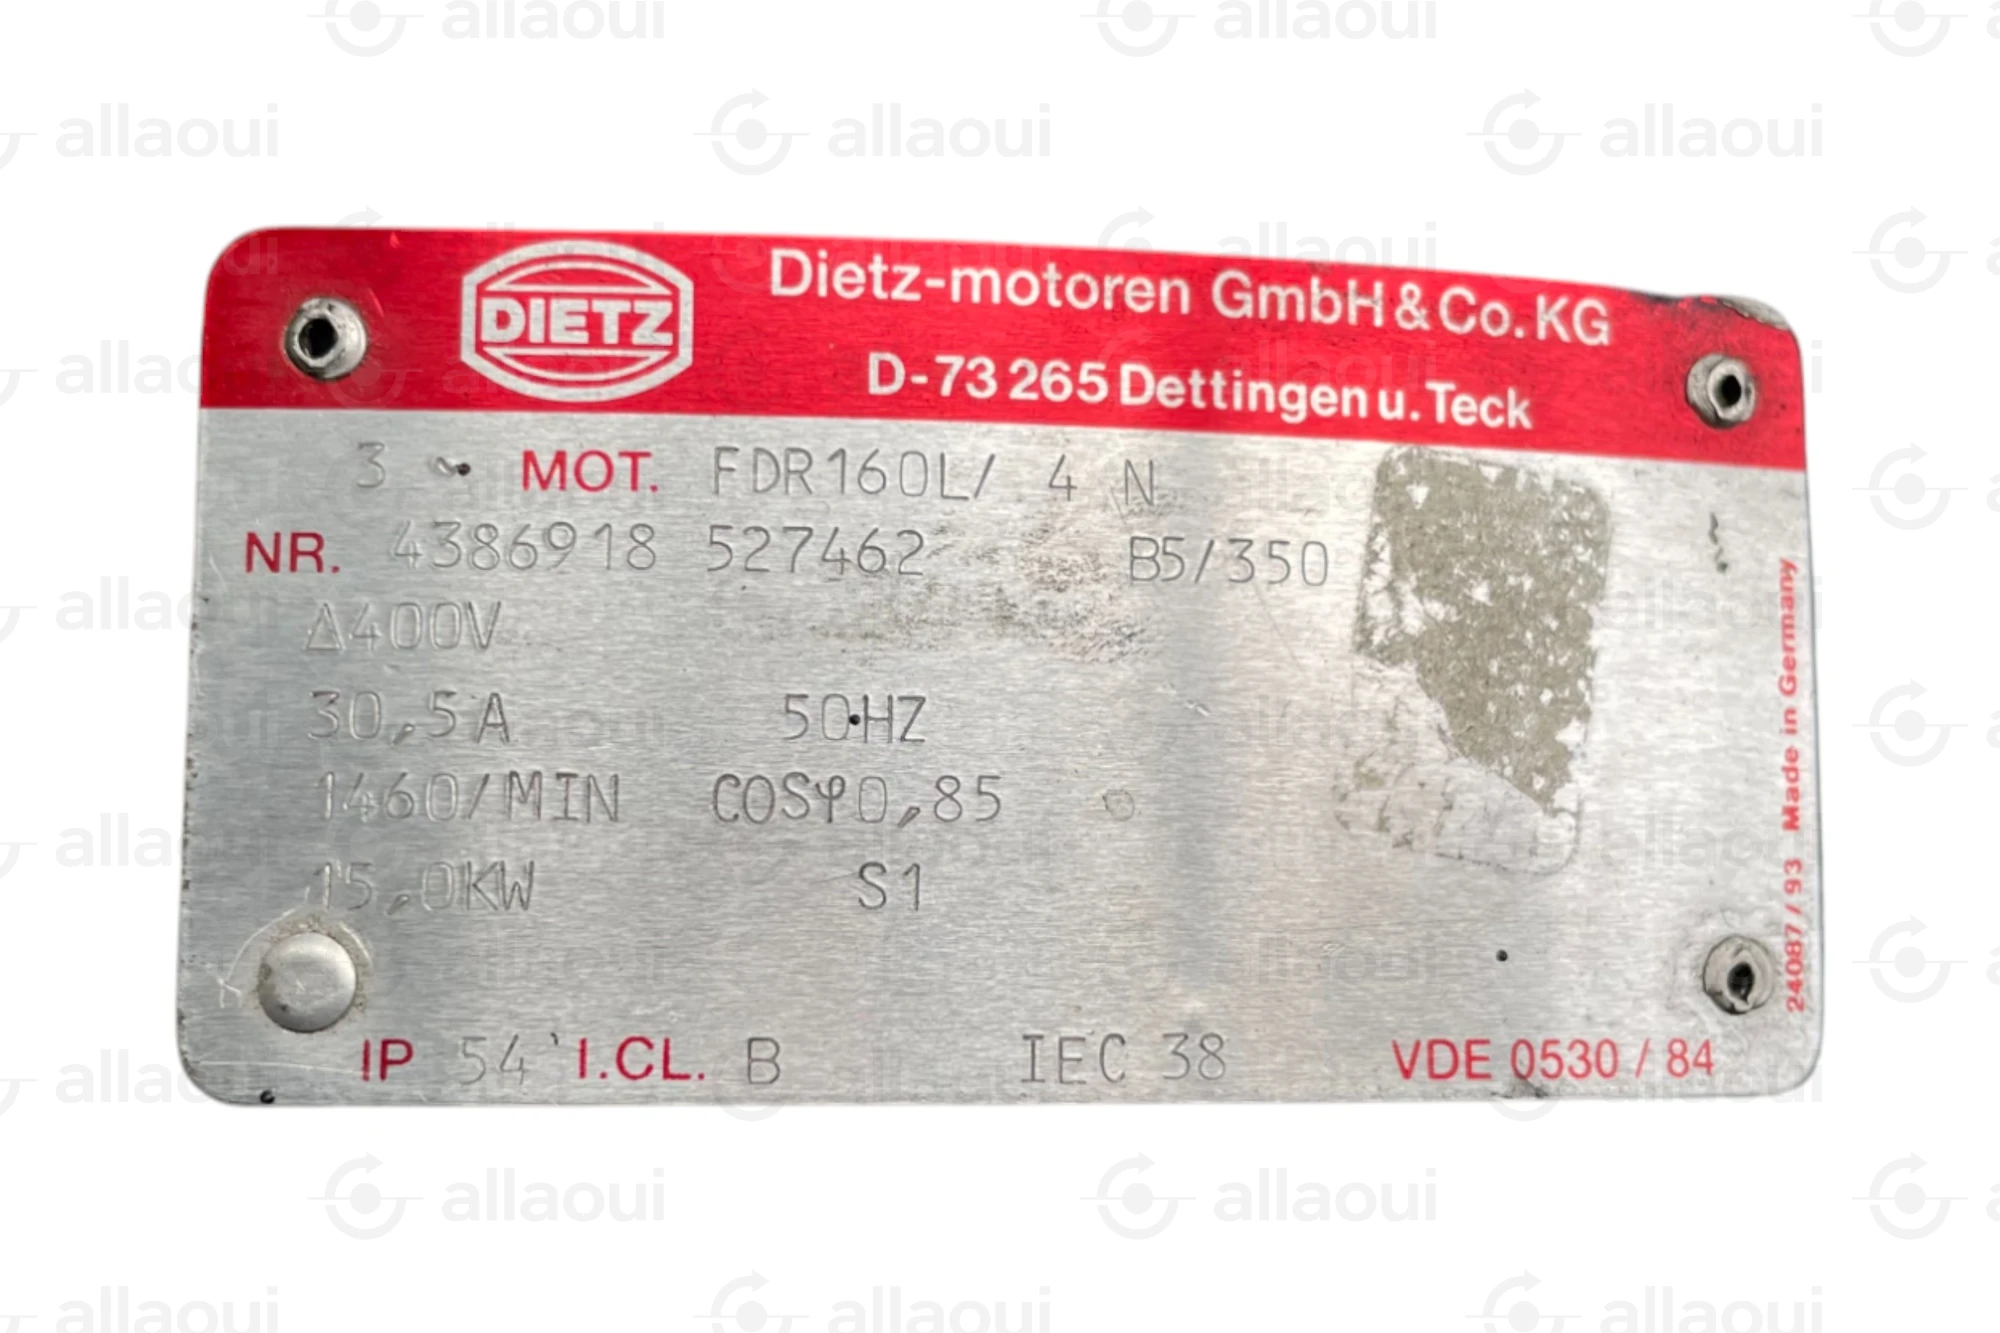 DIETZ
Dietz-motoren GmbH & Co. KG
D-73 265 Dettingen u. Teck
3 ~ MOT. FDR160L/ 4 N
NR. 4386918 527462 B5/350
Δ400V
30,5A 50HZ
1460/MIN COSφ0,85
15,0KW S1
IP 54 I.CL. B IEC 38 VDE 0530 / 84
24087 / 93 Made in Germany
allaoui